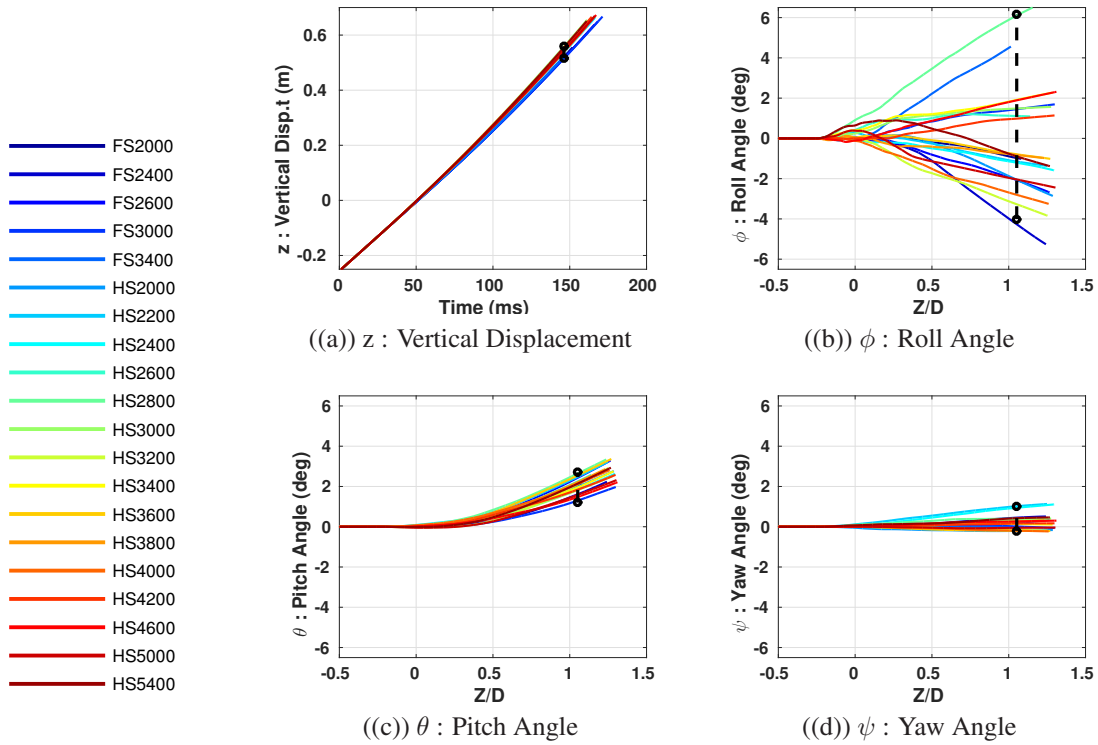 FS2000
FS2400
FS2600
FS3000
FS3400
HS2000
HS2200
HS2400
HS2600
HS2800
HS3000
HS3200
HS3400
HS3600
HS3800
HS4000
HS4200
HS4600
HS5000
HS5400
z : Vertical Disp.t (m)
0.6
0.4
0.2
0
-0.2
0 50 100 150 200
Time (ms)
((a)) z : Vertical Displacement
ϕ : Roll Angle (deg)
6
4
2
0
-2
-4
-6
-0.5 0 0.5 1 1.5
Z/D
((b)) ϕ : Roll Angle
θ : Pitch Angle (deg)
6
4
2
0
-2
-4
-6
-0.5 0 0.5 1 1.5
Z/D
((c)) θ : Pitch Angle
ψ : Yaw Angle (deg)
6
4
2
0
-2
-4
-6
-0.5 0 0.5 1 1.5
Z/D
((d)) ψ : Yaw Angle